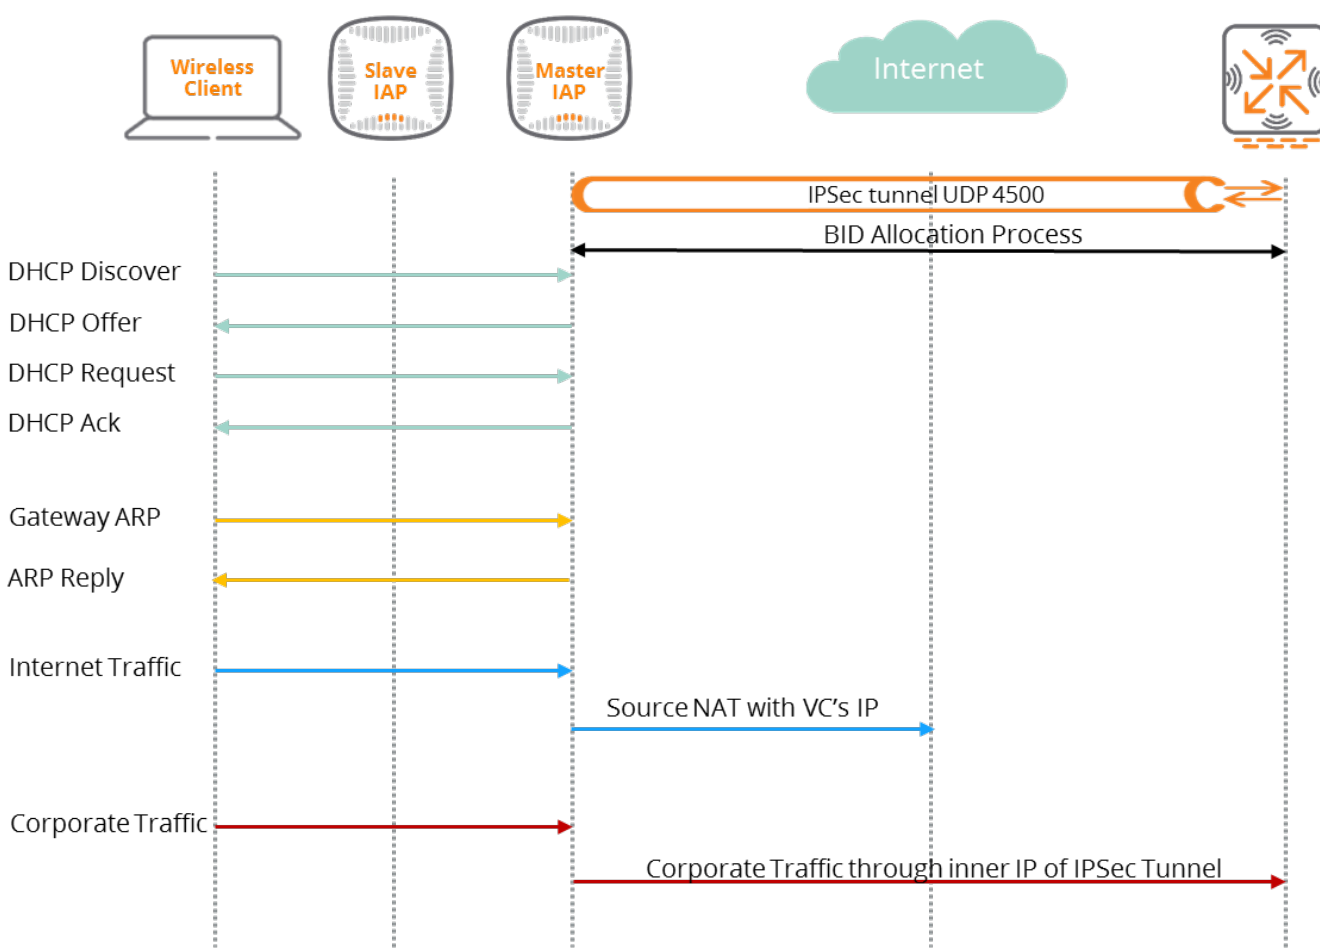 Wireless
Client
Slave
IAP
Master
IAP
Internet
IPSec tunnel UDP 4500
BID Allocation Process
DHCP Discover
DHCP Offer
DHCP Request
DHCP Ack
Gateway ARP
ARP Reply
Internet Traffic
Source NAT with VC’s IP
Corporate Traffic
Corporate Traffic through inner IP of IPSec Tunnel